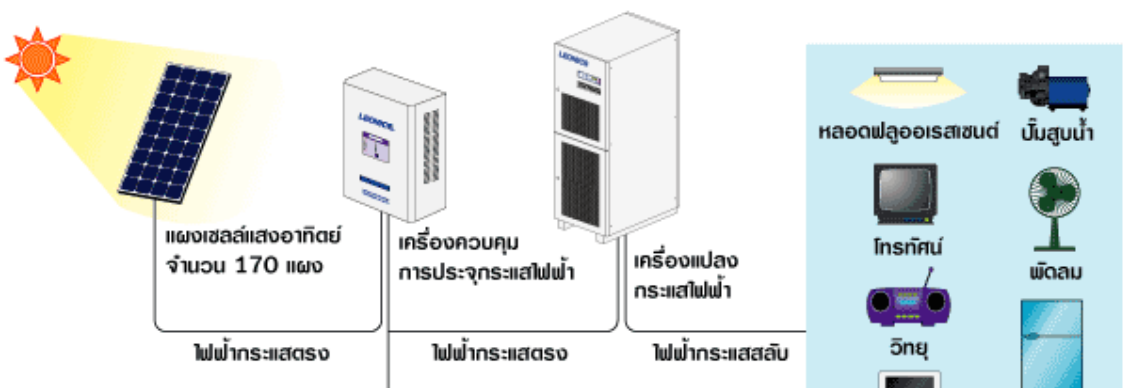 LEONICS
LEONICS
หลอดฟลูออเรสเซนต์
ปั๊มสูบน้ำ
แผงเซลล์แสงอาทิตย์
จำนวน 170 แผง
เครื่องควบคุม
การประจุกระแสไฟฟ้า
เครื่องแปลง
กระแสไฟฟ้า
โทรทัศน์
พัดลม
วิทยุ
ไฟฟ้ากระแสตรง
ไฟฟ้ากระแสตรง
ไฟฟ้ากระแสสลับ